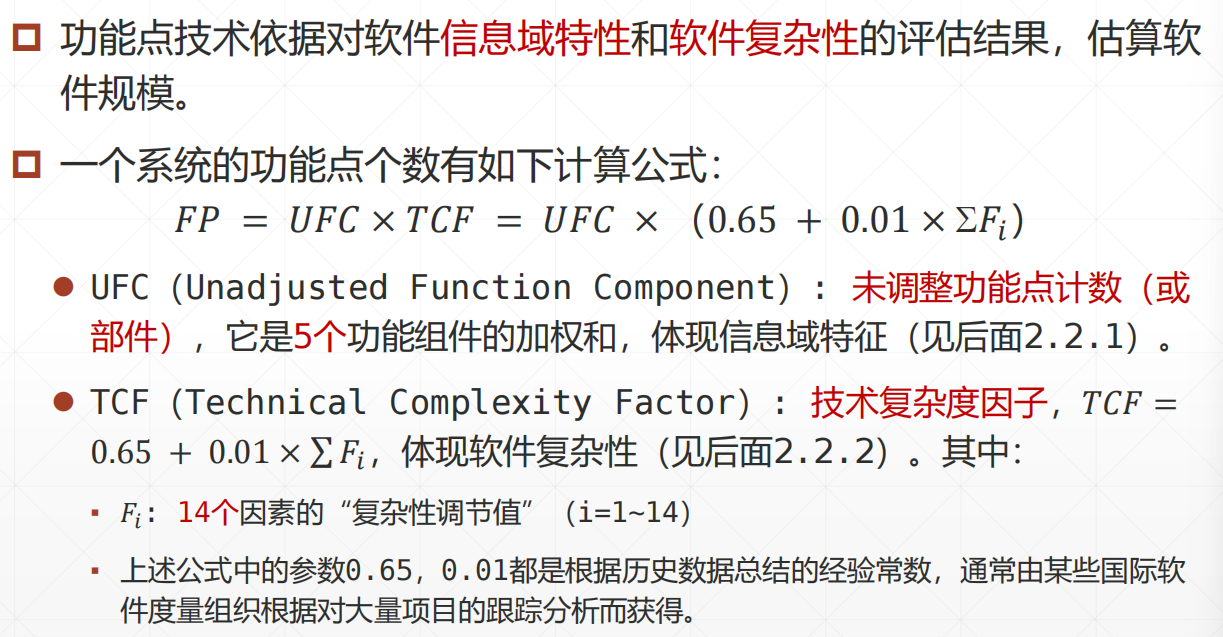 功能点技术依据对软件信息域特性和软件复杂性的评估结果，估算软
件规模。
一个系统的功能点个数有如下计算公式：
FP = UFC × TCF = UFC × （0.65 + 0.01 × ΣFᵢ）
UFC（Unadjusted Function Component）: 未调整功能点计数（或
部件），它是5个功能组件的加权和，体现信息域特征（见后面2.2.1）。
TCF（Technical Complexity Factor）: 技术复杂度因子，TCF =
0.65 + 0.01 × ∑ Fᵢ，体现软件复杂性（见后面2.2.2）。其中：
Fᵢ: 14个因素的“复杂性调节值”（i=1~14）
上述公式中的参数0.65，0.01都是根据历史数据总结的经验常数，通常由某些国际软
件度量组织根据对大量项目的跟踪分析而获得。